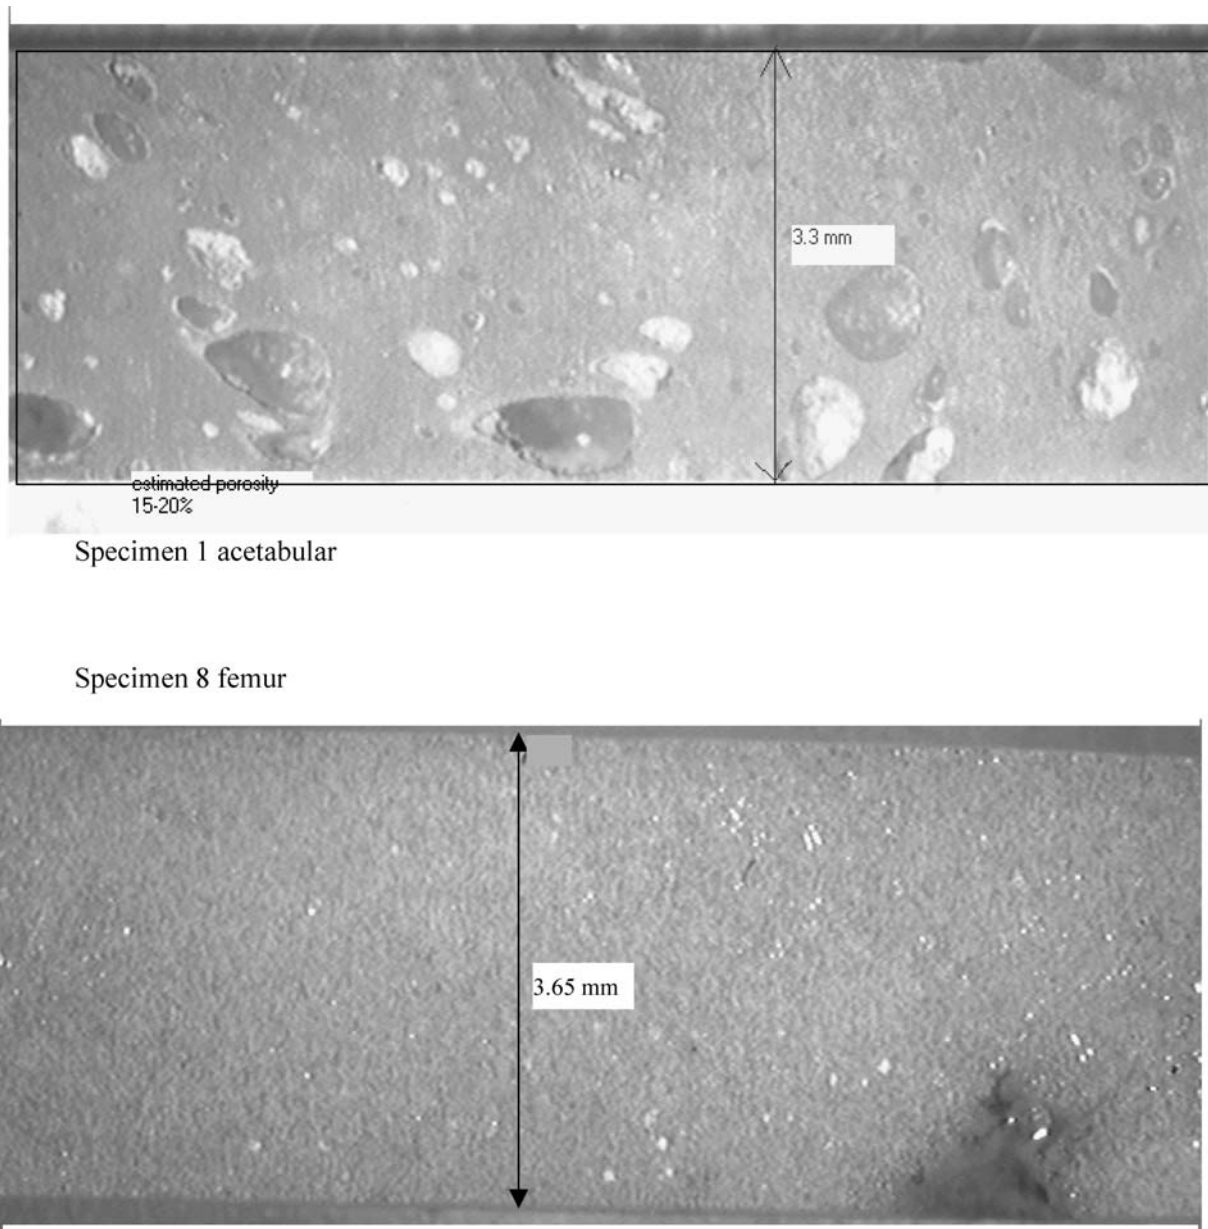 3.3 mm
estimated porosity
15-20%
Specimen 1 acetabular
Specimen 8 femur
3.65 mm